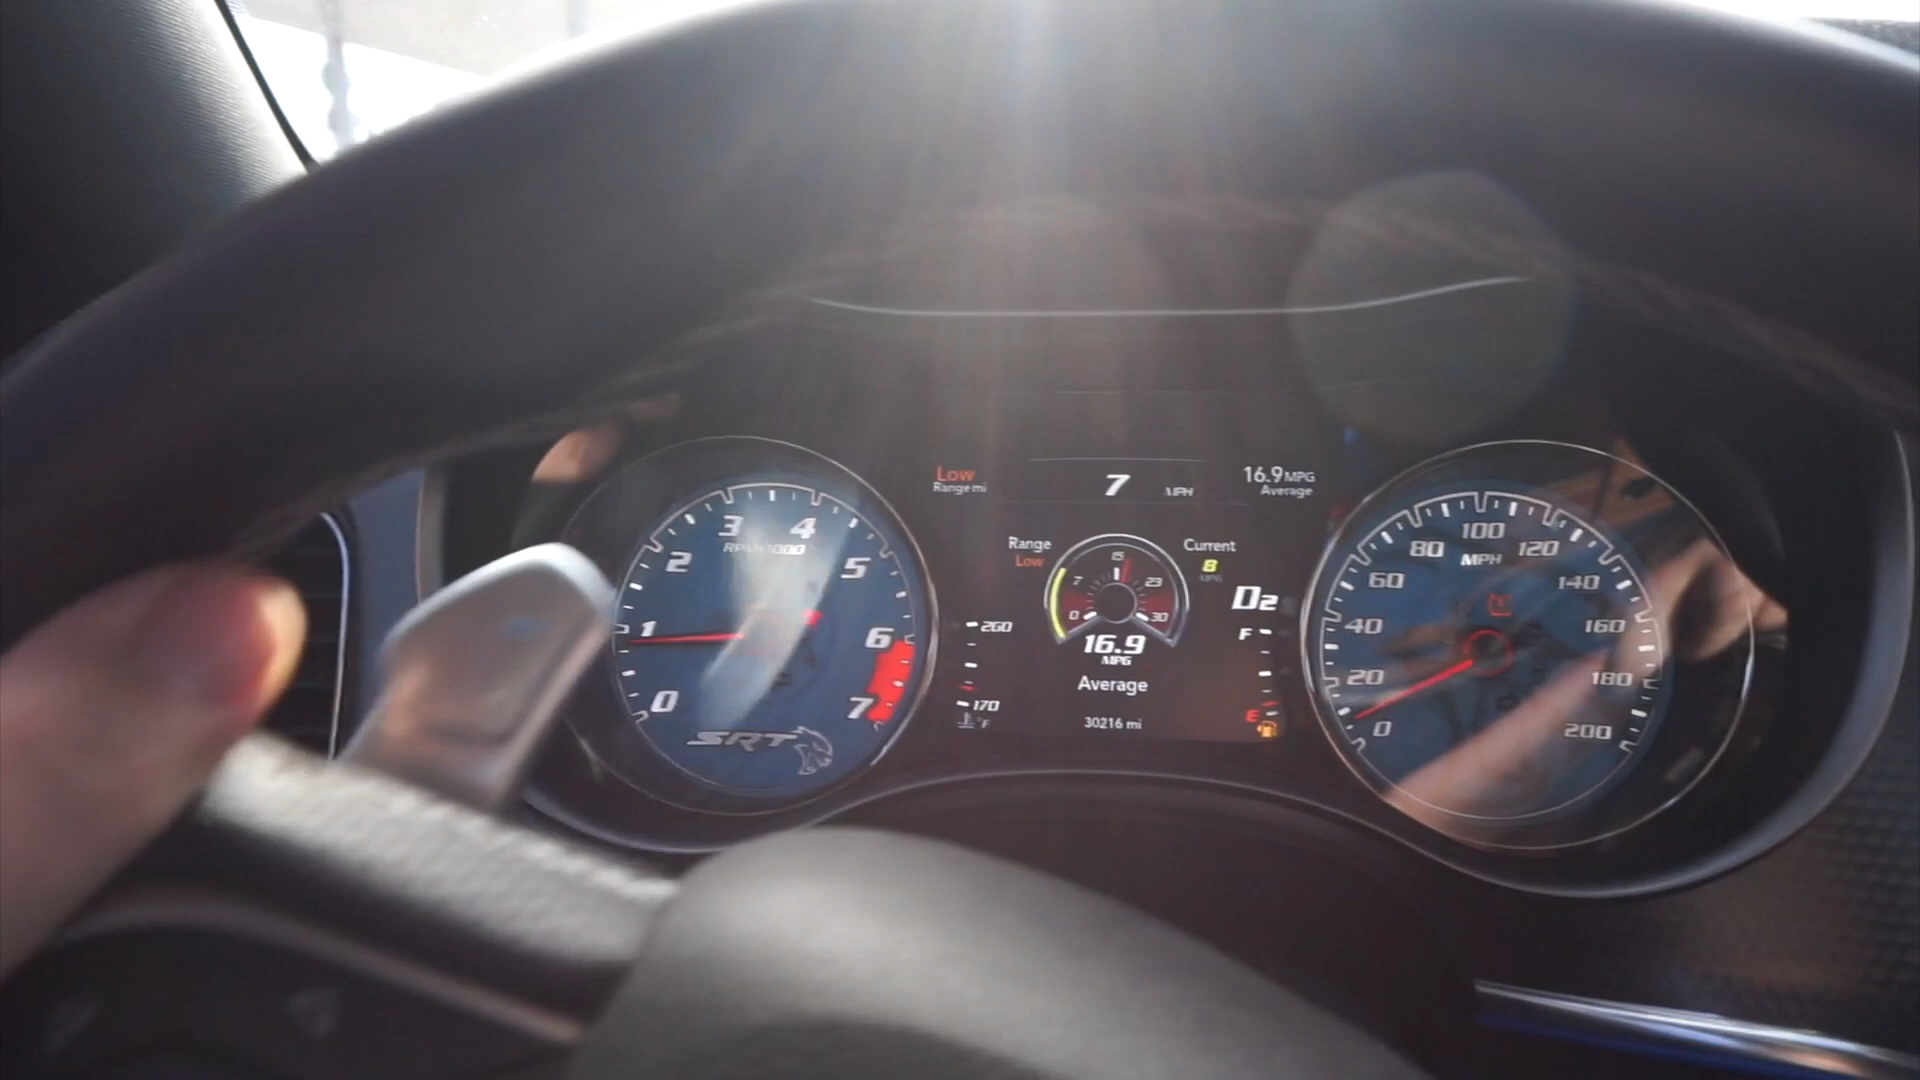 Low
Range mi
7 MPH
16.9 MPG
Average
3 4
RPM x1000
2 5
1 6
0 7
SRT
Range
Low
Current
8
MPG
15
7 23
0 30
16.9
MPG
Average
30216 mi
260
170
°F
D2
F
E
100
80 120
MPH
60 140
40 160
20 180
0 200